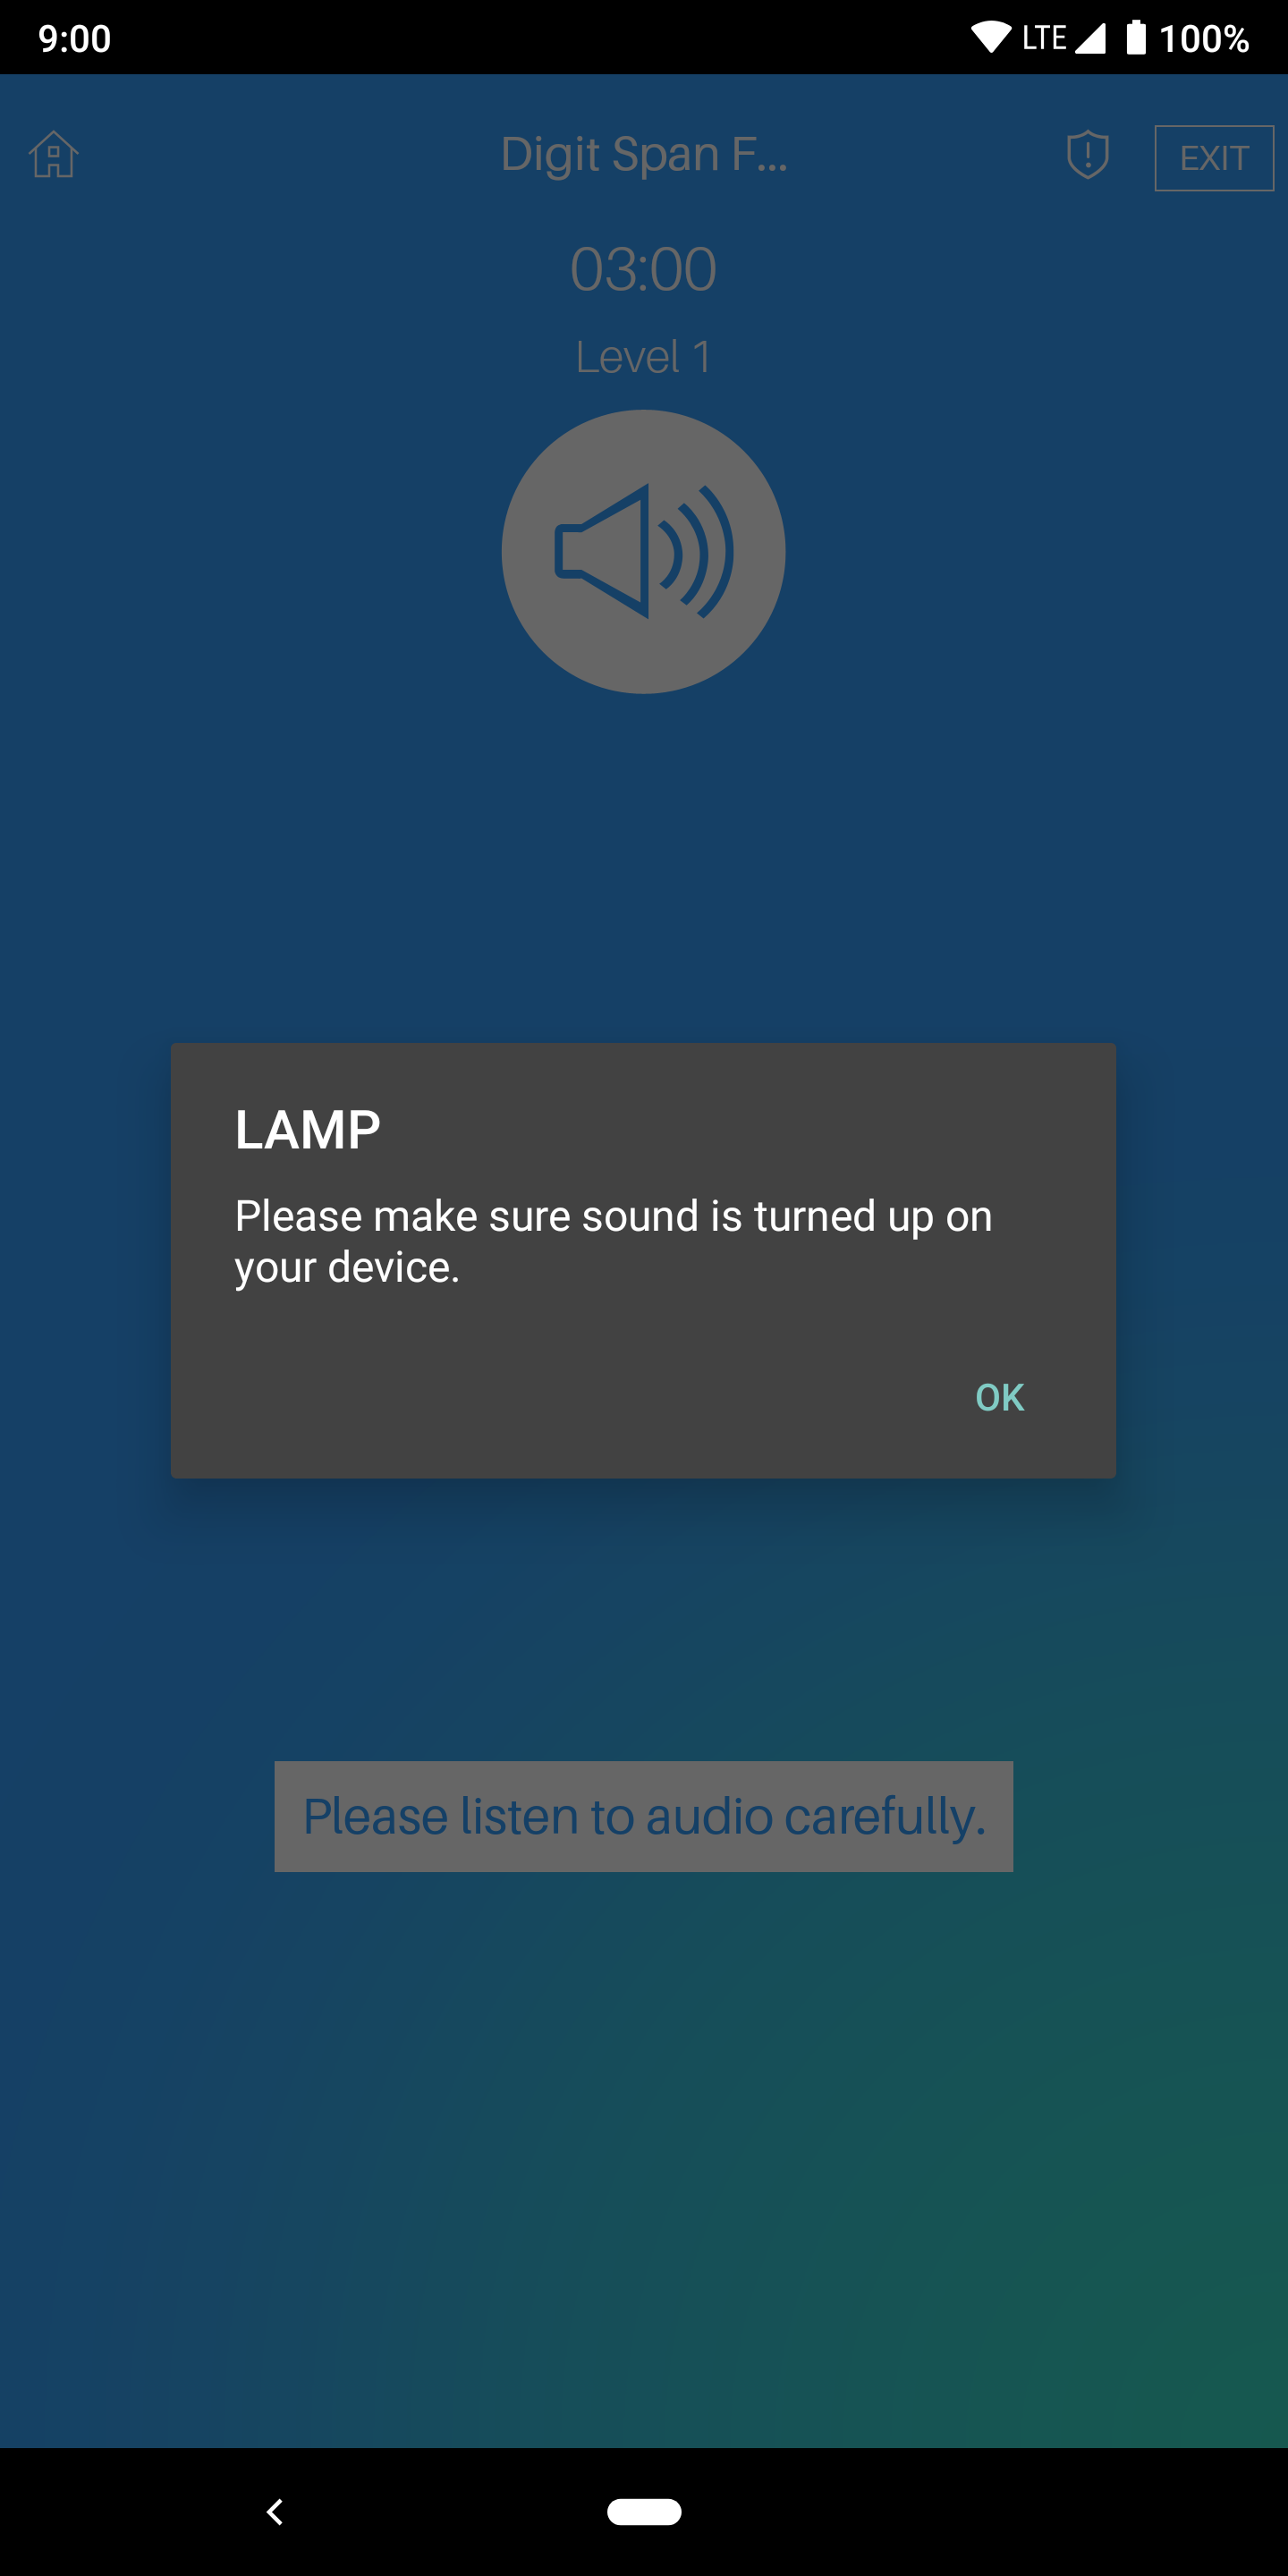 9:00 LTE 100%
Digit Span F... EXIT
03:00
Level 1
LAMP
Please make sure sound is turned up on
your device.
OK
Please listen to audio carefully.